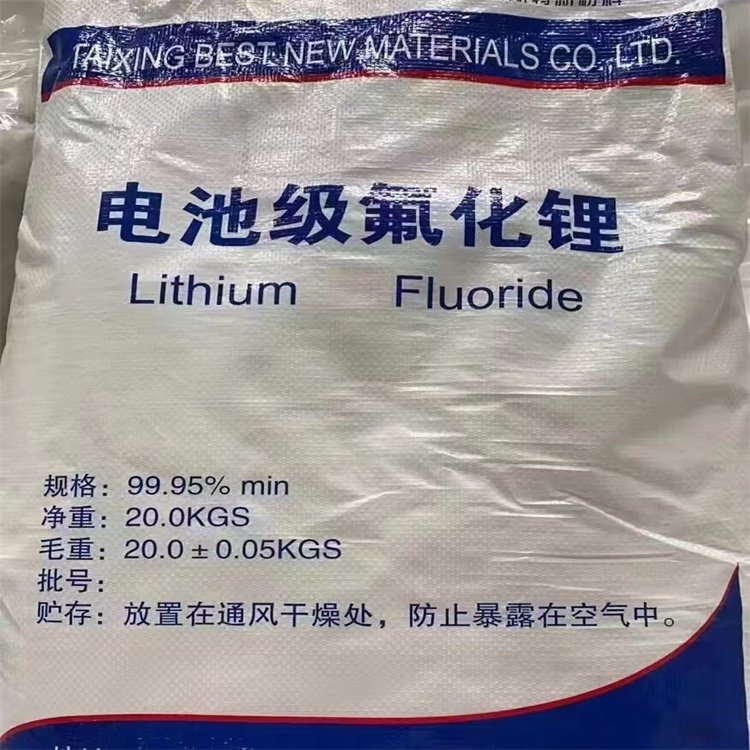 TAIXING BEST NEW MATERIALS CO. LTD.
电池级氟化锂
Lithium Fluoride
规格：99.95% min
净重：20.0KGS
毛重：20.0±0.05KGS
批号：
贮存：放置在通风干燥处，防止暴露在空气中。